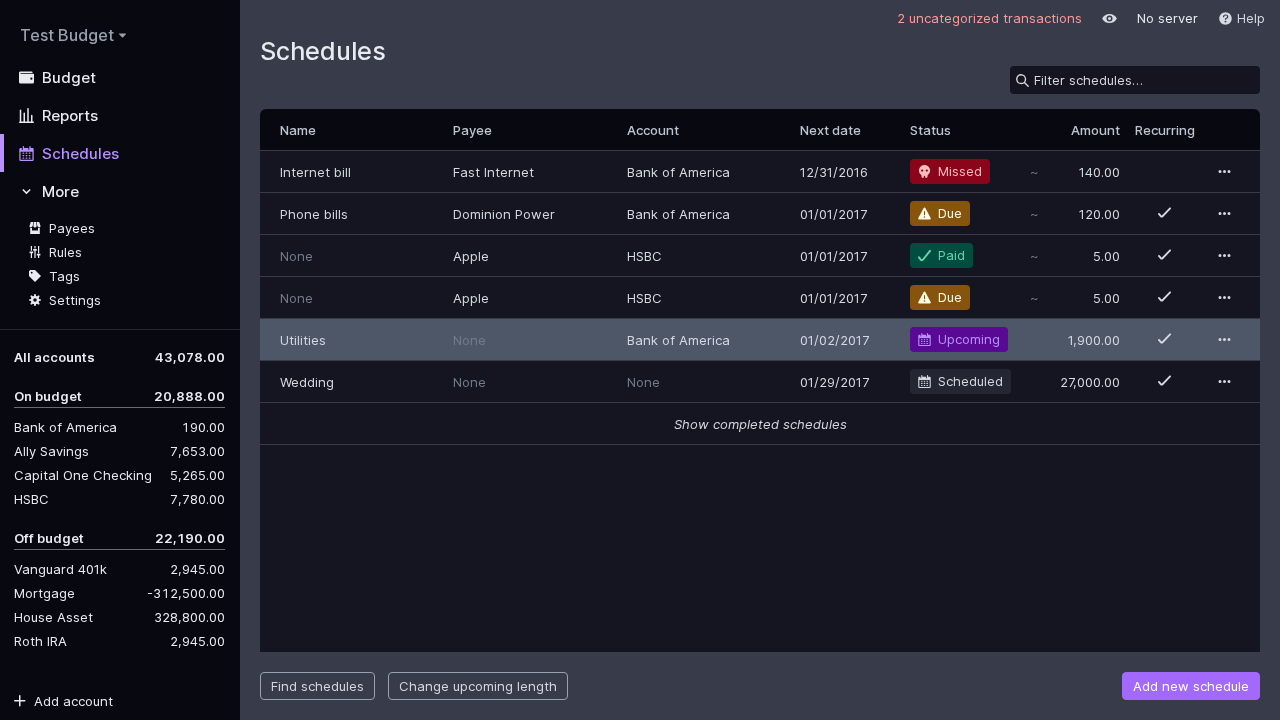 Test Budget
Budget
Reports
Schedules
More
Payees
Rules
Tags
Settings
All accounts 43,078.00
On budget 20,888.00
Bank of America 190.00
Ally Savings 7,653.00
Capital One Checking 5,265.00
HSBC 7,780.00
Off budget 22,190.00
Vanguard 401k 2,945.00
Mortgage -312,500.00
House Asset 328,800.00
Roth IRA 2,945.00
Add account
2 uncategorized transactions No server Help
Schedules
Filter schedules…
Name Payee Account Next date Status Amount Recurring
Internet bill Fast Internet Bank of America 12/31/2016 Missed ~ 140.00
Phone bills Dominion Power Bank of America 01/01/2017 Due ~ 120.00
None Apple HSBC 01/01/2017 Paid ~ 5.00
None Apple HSBC 01/01/2017 Due ~ 5.00
Utilities None Bank of America 01/02/2017 Upcoming 1,900.00
Wedding None None 01/29/2017 Scheduled 27,000.00
Show completed schedules
Find schedules Change upcoming length Add new schedule